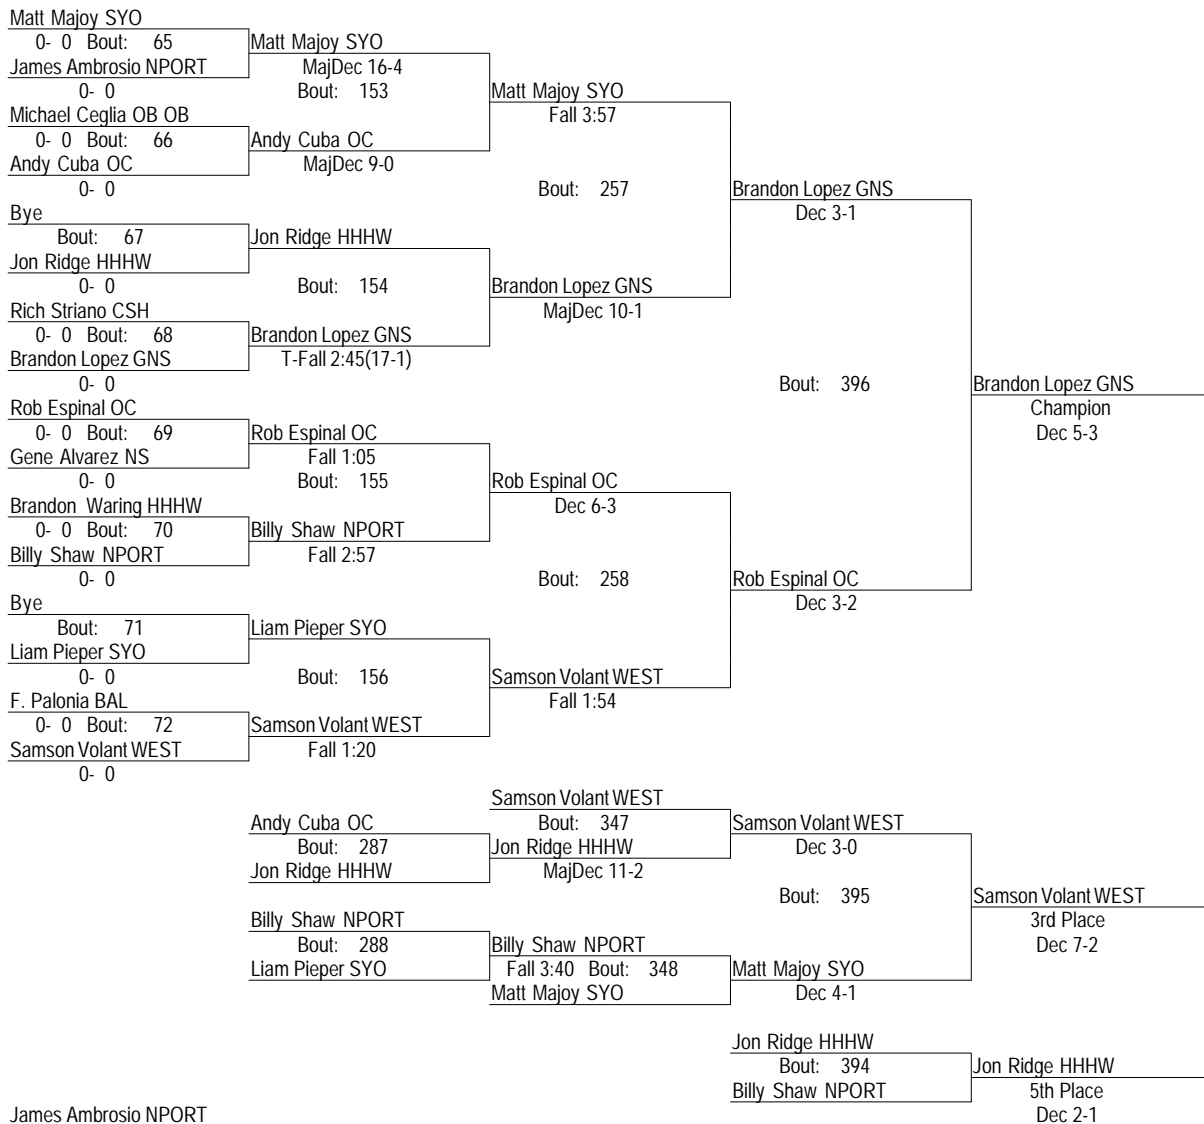 Matt Majoy SYO
0- 0 Bout: 65
James Ambrosio NPORT
0- 0
Michael Ceglia OB OB
0- 0 Bout: 66
Andy Cuba OC
0- 0
Bye
Bout: 67
Jon Ridge HHHW
0- 0
Rich Striano CSH
0- 0 Bout: 68
Brandon Lopez GNS
0- 0
Rob Espinal OC
0- 0 Bout: 69
Gene Alvarez NS
0- 0
Brandon Waring HHHW
0- 0 Bout: 70
Billy Shaw NPORT
0- 0
Bye
Bout: 71
Liam Pieper SYO
0- 0
F. Palonia BAL
0- 0 Bout: 72
Samson Volant WEST
0- 0
Matt Majoy SYO
MajDec 16-4
Bout: 153
Andy Cuba OC
MajDec 9-0
Jon Ridge HHHW
Bout: 154
Brandon Lopez GNS
T-Fall 2:45(17-1)
Rob Espinal OC
Fall 1:05
Bout: 155
Billy Shaw NPORT
Fall 2:57
Liam Pieper SYO
Bout: 156
Samson Volant WEST
Fall 1:20
Matt Majoy SYO
Fall 3:57
Bout: 257
Brandon Lopez GNS
MajDec 10-1
Rob Espinal OC
Dec 6-3
Bout: 258
Samson Volant WEST
Fall 1:54
Brandon Lopez GNS
Dec 3-1
Bout: 396
Rob Espinal OC
Dec 3-2
Brandon Lopez GNS
Champion
Dec 5-3
Andy Cuba OC
Bout: 287
Jon Ridge HHHW
Billy Shaw NPORT
Bout: 288
Liam Pieper SYO
Samson Volant WEST
Bout: 347
Jon Ridge HHHW
MajDec 11-2
Billy Shaw NPORT
Fall 3:40 Bout: 348
Matt Majoy SYO
Samson Volant WEST
Dec 3-0
Bout: 395
Matt Majoy SYO
Dec 4-1
Samson Volant WEST
3rd Place
Dec 7-2
Jon Ridge HHHW
Bout: 394
Billy Shaw NPORT
Jon Ridge HHHW
5th Place
Dec 2-1
James Ambrosio NPORT